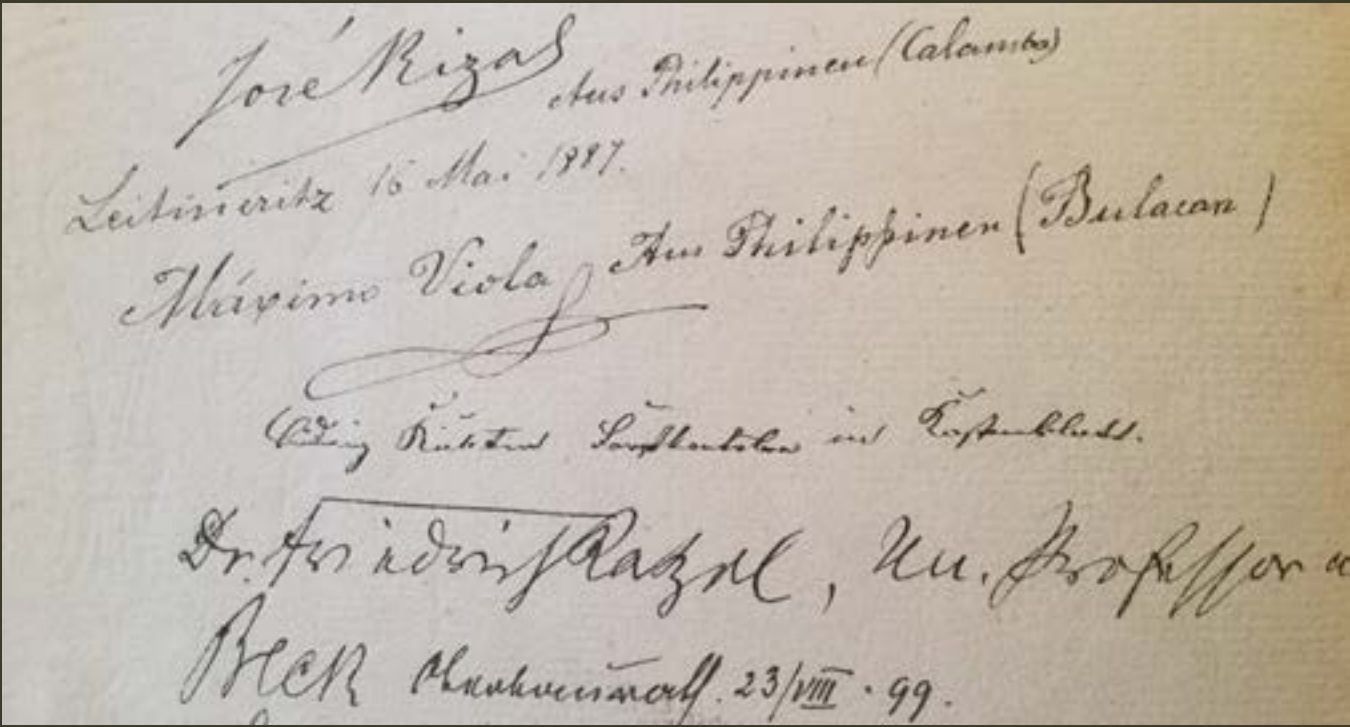 José Rizal Aus Philippinen (Calamba)
Leitmeritz 16 Mai 1887.
Máximo Viola Aus Philippinen (Bulacan)
in
Dr. Friedrich Ratzel, Un. Professor
Beck 23/VIII. 99.